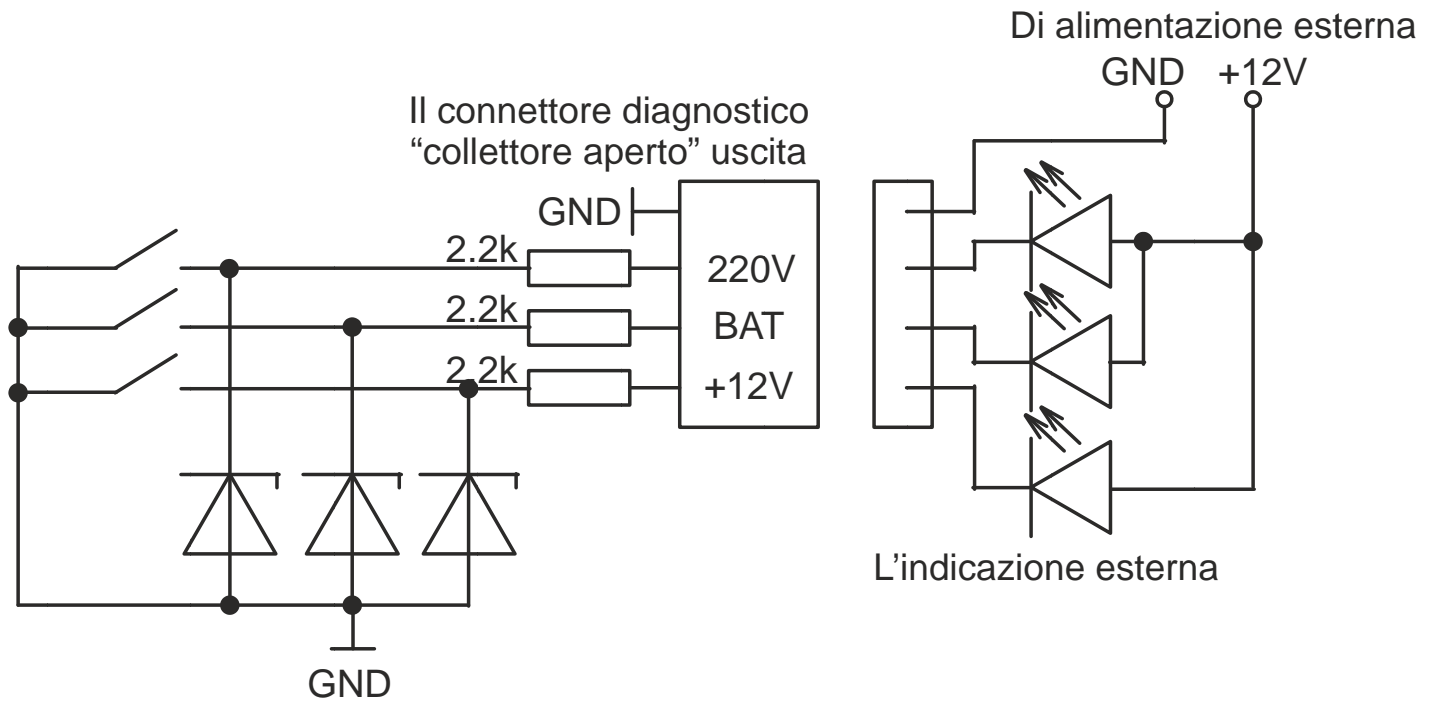 Di alimentazione esterna
GND +12V
Il connettore diagnostico
“collettore aperto” uscita
GND
2.2k
220V
2.2k
BAT
2.2k
+12V
L’indicazione esterna
GND